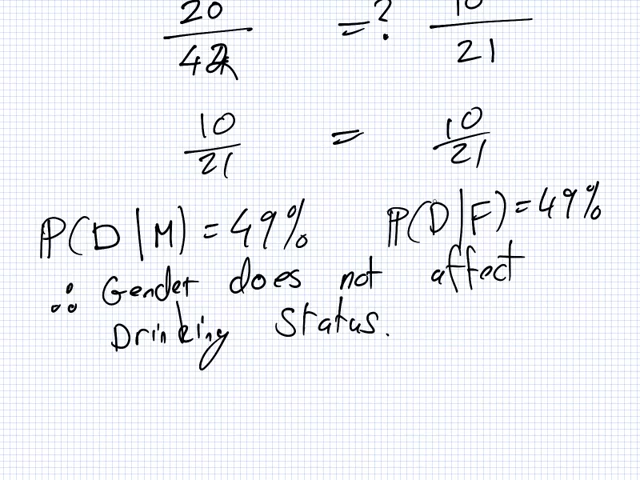 20/42 =? 10/21
10/21 = 10/21
P(D|M) = 49% P(D|F) = 49%
∴ Gender does not affect
Drinking Status.